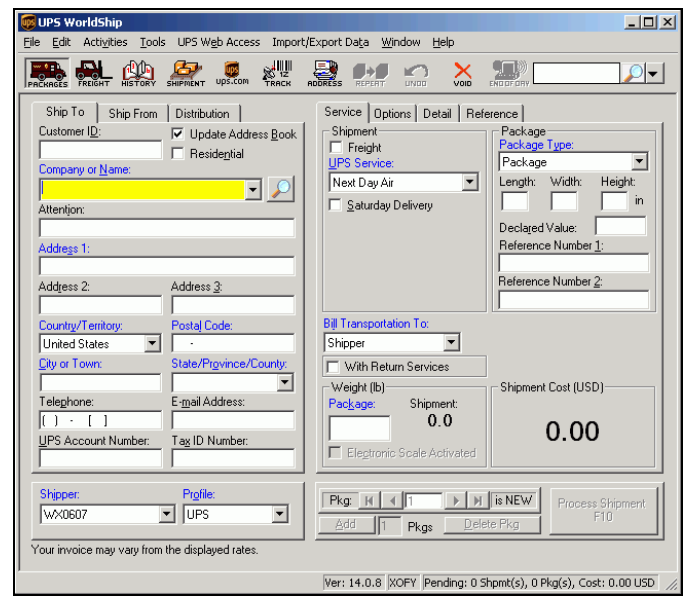 UPS WorldShip
File Edit Activities Tools UPS Web Access Import/Export Data Window Help
PACKAGES FREIGHT HISTORY SHIPMENT ups.com TRACK ADDRESS REPEAT UNDO VOID END OF DAY
Ship To Ship From Distribution
Customer ID:
Update Address Book
Residential
Company or Name:
Attention:
Address 1:
Address 2: Address 3:
Country/Territory: Postal Code:
United States -
City or Town: State/Province/County:
Telephone: E-mail Address:
( ) - [ ]
UPS Account Number: Tax ID Number:
Shipper: Profile:
WX0607 UPS
Your invoice may vary from the displayed rates.
Service Options Detail Reference
Shipment
Freight
UPS Service:
Next Day Air
Saturday Delivery
Package
Package Type:
Package
Length: Width: Height:
in
Declared Value:
Reference Number 1:
Reference Number 2:
Bill Transportation To:
Shipper
With Return Services
Weight (lb)
Package: Shipment:
0.0
Electronic Scale Activated
Shipment Cost (USD)
0.00
Pkg: 1 is NEW
Add 1 Pkgs Delete Pkg
Process Shipment
F10
Ver: 14.0.8 XOFY Pending: 0 Shpmt(s), 0 Pkg(s), Cost: 0.00 USD